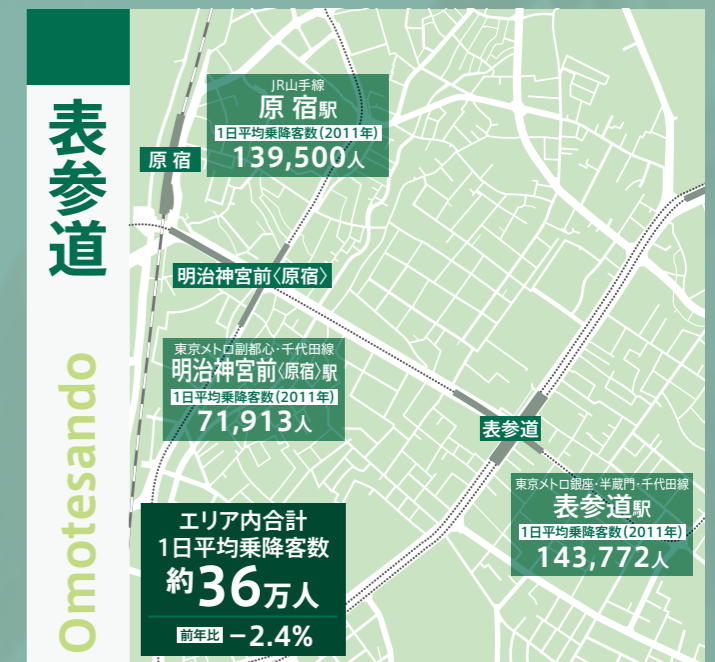 表参道
Omotesando
JR山手線
原宿駅
1日平均乗降客数(2011年)
139,500人
原宿
明治神宮前〈原宿〉
東京メトロ副都心・千代田線
明治神宮前〈原宿〉駅
1日平均乗降客数(2011年)
71,913人
表参道
東京メトロ銀座・半蔵門・千代田線
表参道駅
1日平均乗降客数(2011年)
143,772人
エリア内合計
1日平均乗降客数
約36万人
前年比 −2.4%